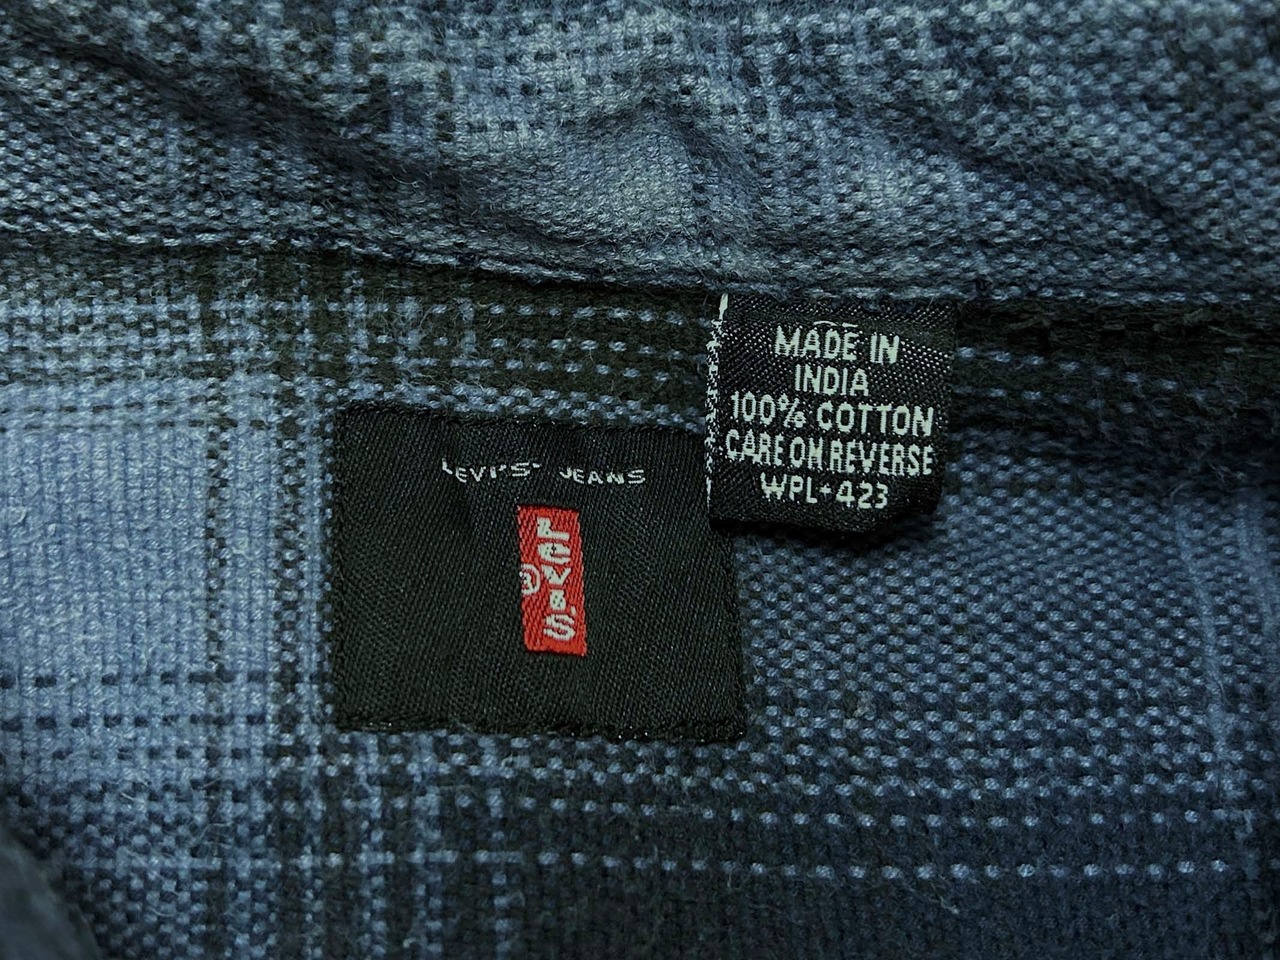 MADE IN
INDIA
100% COTTON
CARE ON REVERSE
WPL-423
LEVI'S® JEANS
LEVI'S
®